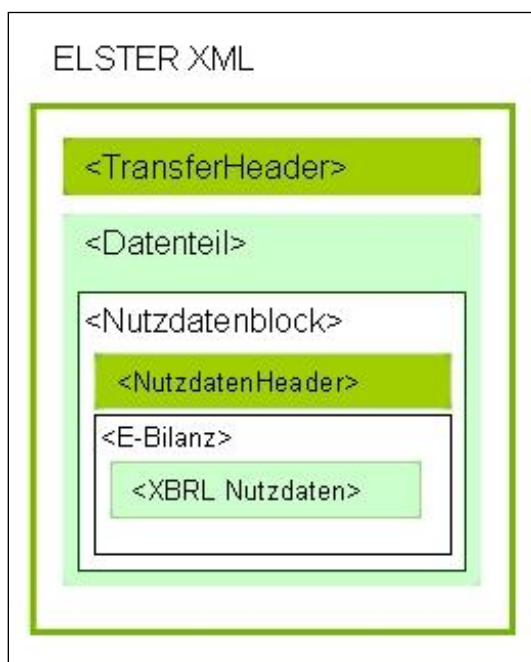 ELSTER XML
<TransferHeader>
<Datenteil>
<Nutzdatenblock>
<NutzdatenHeader>
<E-Bilanz>
<XBRL Nutzdaten>